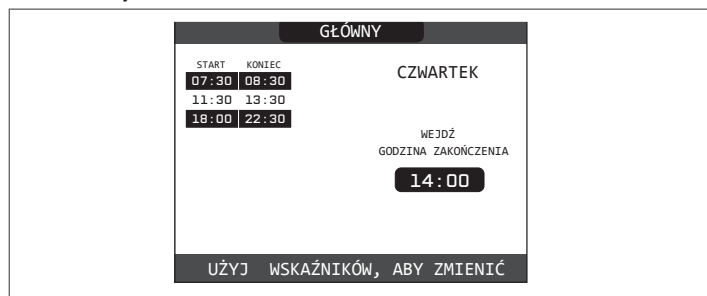 GŁÓWNY
START KONIEC
07:30 08:30
11:30 13:30
18:00 22:30
CZWARTEK
WEJDŹ
GODZINA ZAKOŃCZENIA
14:00
UŻYJ WSKAŹNIKÓW, ABY ZMIENIĆ